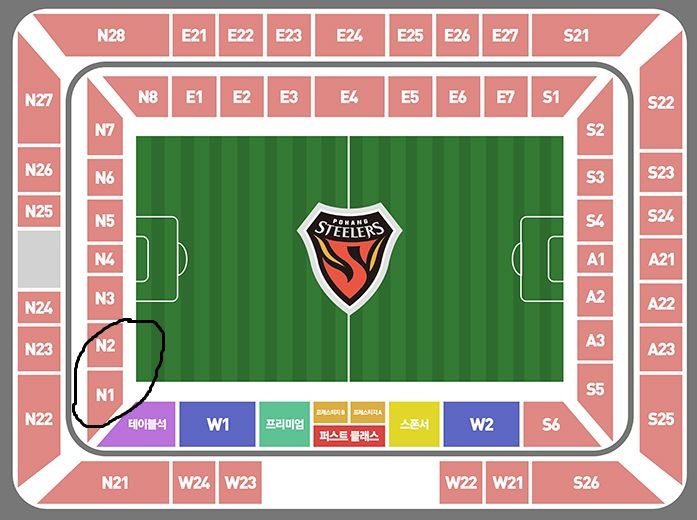 N28 E21 E22 E23 E24 E25 E26 E27 S21
N27 S22
N8 E1 E2 E3 E4 E5 E6 E7 S1
N7 S2
N26 N6 S3 S23
N25 N5 S4 S24
POHANG
STEELERS
N4 A1 A21
N24 N3 A2 A22
N23 N2 A3 A23
N22 N1 S5 S25
테이블석 W1 프리미엄 프레스티지 B 프레스티지 A 스폰서 W2 S6
퍼스트 클래스
N21 W24 W23 W22 W21 S26